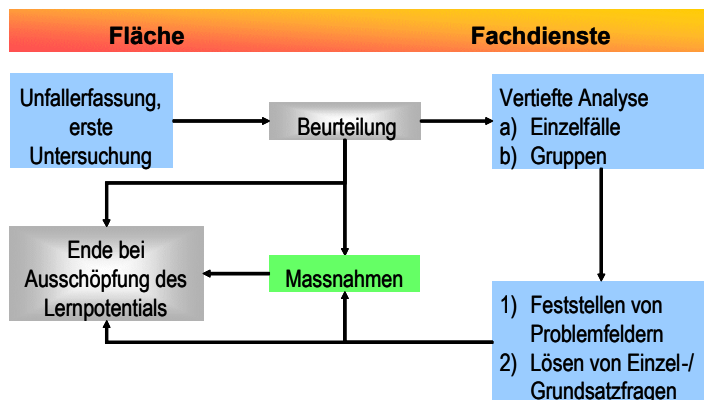 Fläche
Fachdienste
Unfallerfassung,
erste
Untersuchung
Beurteilung
Vertiefte Analyse
a) Einzelfälle
b) Gruppen
Ende bei
Ausschöpfung des
Lernpotentials
Massnahmen
1) Feststellen von
Problemfeldern
2) Lösen von Einzel-/
Grundsatzfragen